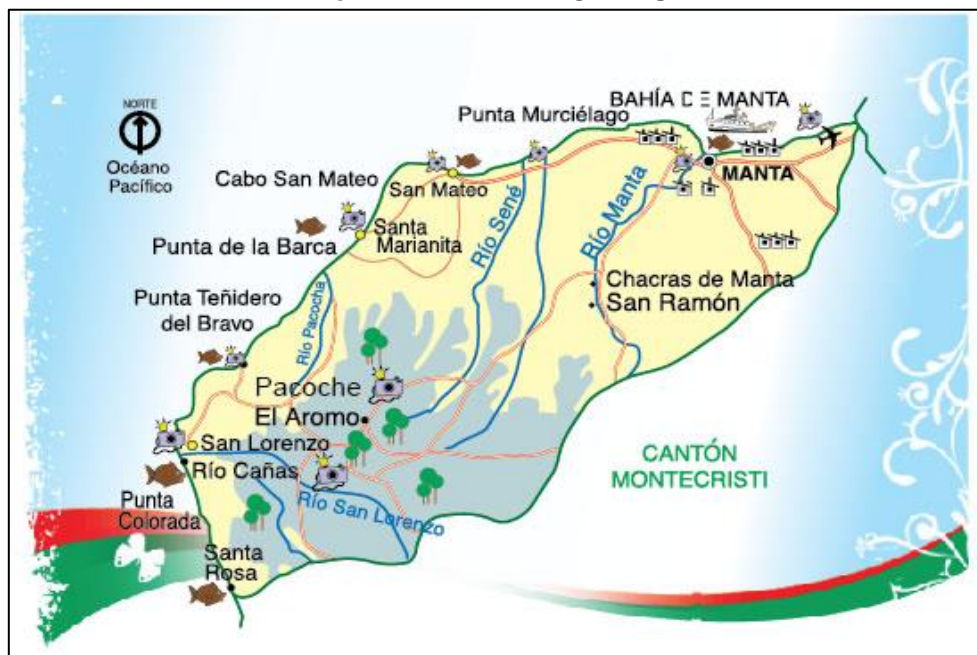 NORTE
Océano
Pacífico
BAHÍA DE MANTA
Punta Murciélago
MANTA
Cabo San Mateo
San Mateo
Santa
Marianita
Punta de la Barca
Río Sené
Río Manta
Chacras de Manta
San Ramón
Punta Teñidero
del Bravo
Río Pacocha
Pacoche
El Aromo
San Lorenzo
Río Cañas
Río San Lorenzo
CANTÓN
MONTECRISTI
Punta
Colorada
Santa
Rosa